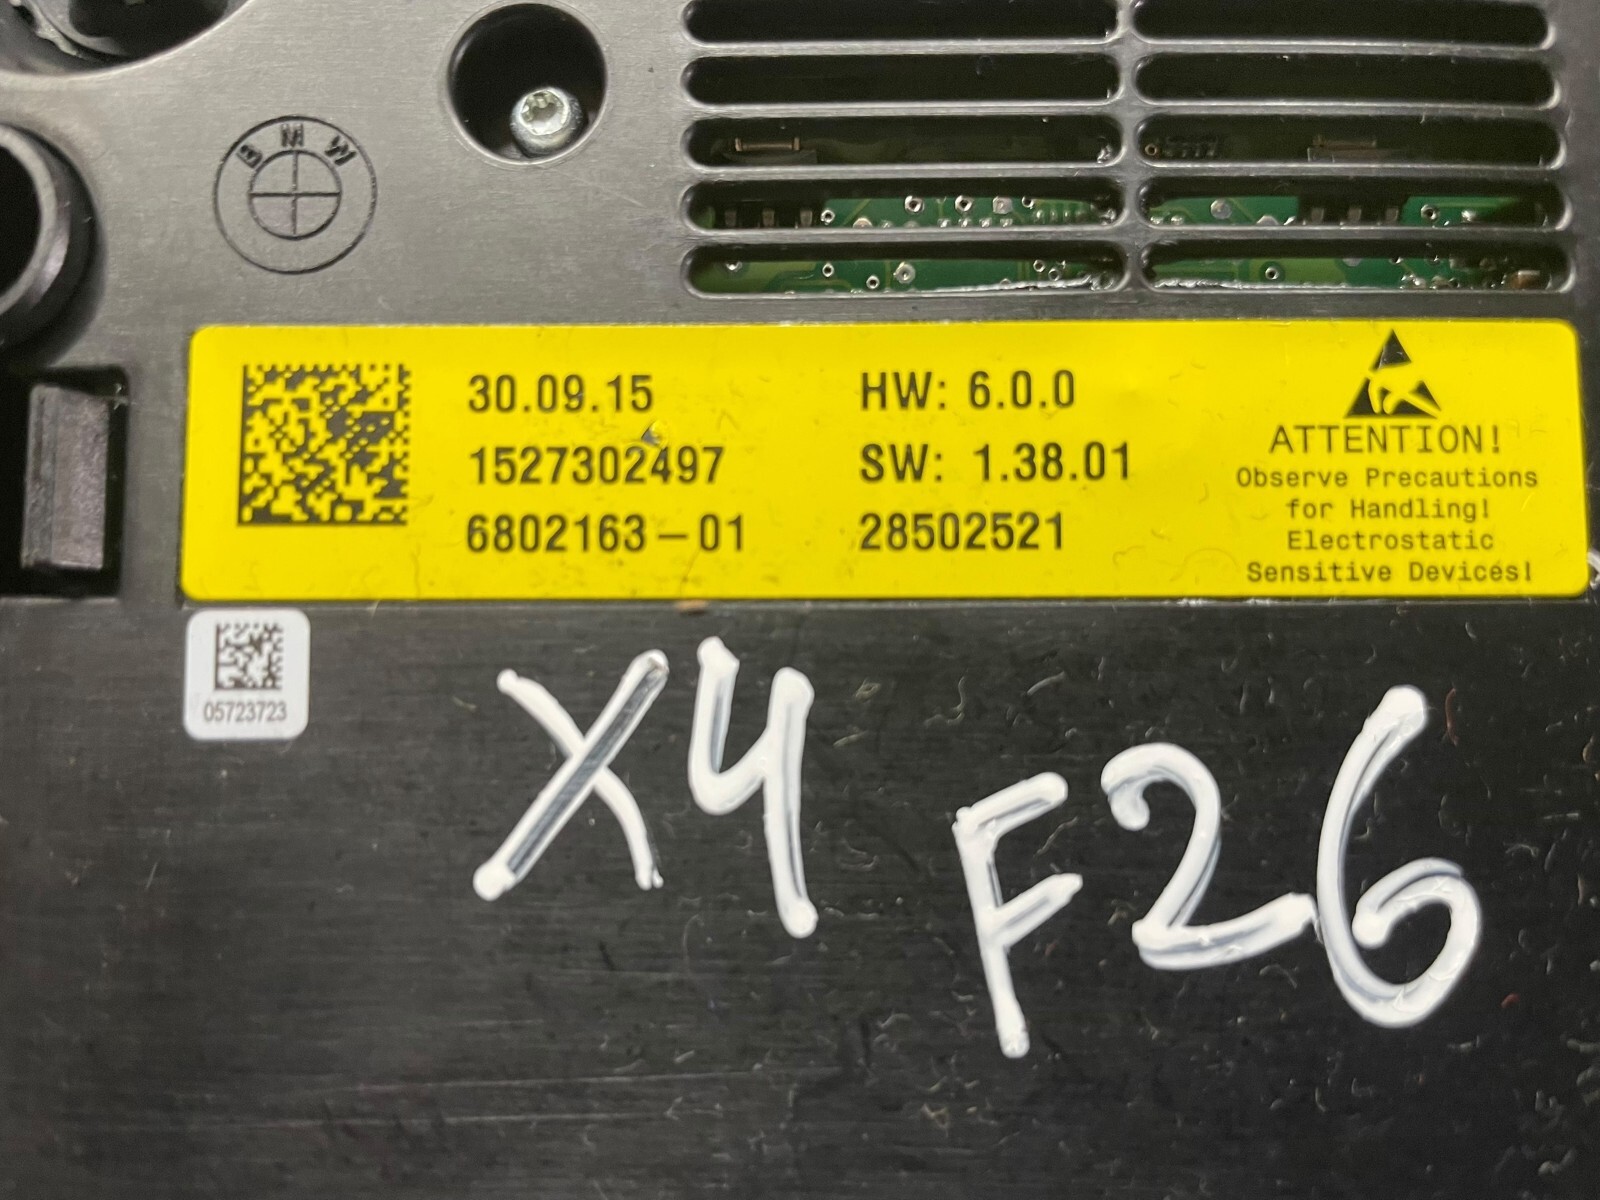 BMW
30.09.15
1527302497
6802163-01
HW: 6.0.0
SW: 1.38.01
28502521
ATTENTION!
Observe Precautions
for Handling!
Electrostatic
Sensitive Devices!
05723723
X4
F26